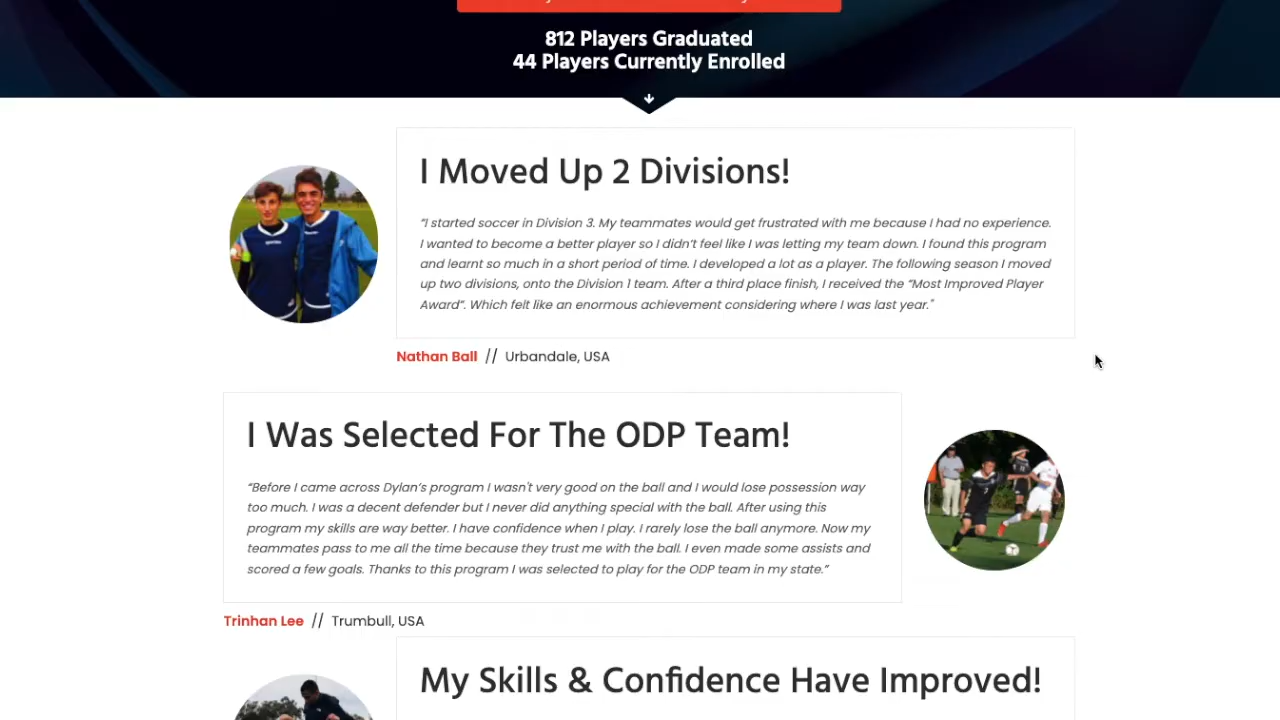 812 Players Graduated
44 Players Currently Enrolled
I Moved Up 2 Divisions!
“I started soccer in Division 3. My teammates would get frustrated with me because I had no experience.
I wanted to become a better player so I didn’t feel like I was letting my team down. I found this program
and learnt so much in a short period of time. I developed a lot as a player. The following season I moved
up two divisions, onto the Division 1 team. After a third place finish, I received the “Most Improved Player
Award”. Which felt like an enormous achievement considering where I was last year.”
Nathan Ball // Urbandale, USA
I Was Selected For The ODP Team!
“Before I came across Dylan’s program I wasn't very good on the ball and I would lose possession way
too much. I was a decent defender but I never did anything special with the ball. After using this
program my skills are way better. I have confidence when I play. I rarely lose the ball anymore. Now my
teammates pass to me all the time because they trust me with the ball. I even made some assists and
scored a few goals. Thanks to this program I was selected to play for the ODP team in my state.”
Trinhan Lee // Trumbull, USA
My Skills & Confidence Have Improved!